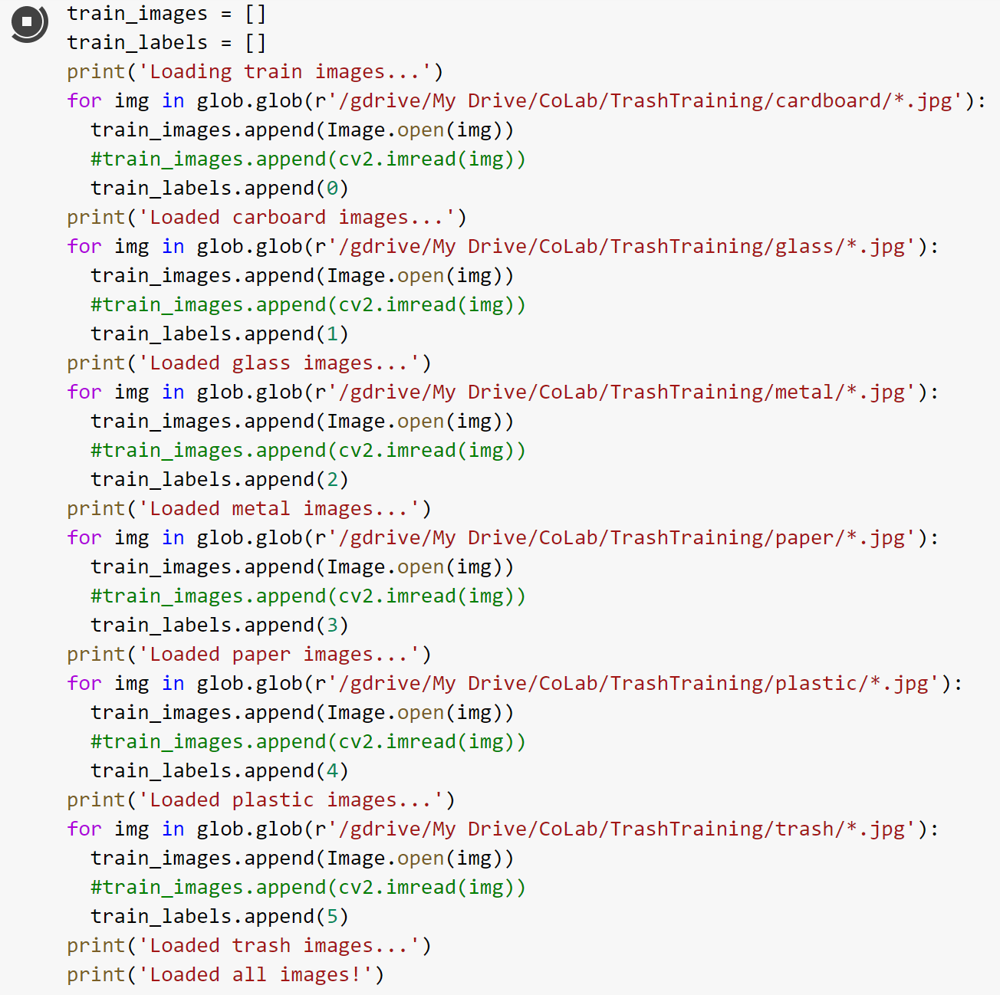 train_images = []
train_labels = []
print('Loading train images...')
for img in glob.glob(r'/gdrive/My Drive/CoLab/TrashTraining/cardboard/*.jpg'):
  train_images.append(Image.open(img))
  #train_images.append(cv2.imread(img))
  train_labels.append(0)
print('Loaded carboard images...')
for img in glob.glob(r'/gdrive/My Drive/CoLab/TrashTraining/glass/*.jpg'):
  train_images.append(Image.open(img))
  #train_images.append(cv2.imread(img))
  train_labels.append(1)
print('Loaded glass images...')
for img in glob.glob(r'/gdrive/My Drive/CoLab/TrashTraining/metal/*.jpg'):
  train_images.append(Image.open(img))
  #train_images.append(cv2.imread(img))
  train_labels.append(2)
print('Loaded metal images...')
for img in glob.glob(r'/gdrive/My Drive/CoLab/TrashTraining/paper/*.jpg'):
  train_images.append(Image.open(img))
  #train_images.append(cv2.imread(img))
  train_labels.append(3)
print('Loaded paper images...')
for img in glob.glob(r'/gdrive/My Drive/CoLab/TrashTraining/plastic/*.jpg'):
  train_images.append(Image.open(img))
  #train_images.append(cv2.imread(img))
  train_labels.append(4)
print('Loaded plastic images...')
for img in glob.glob(r'/gdrive/My Drive/CoLab/TrashTraining/trash/*.jpg'):
  train_images.append(Image.open(img))
  #train_images.append(cv2.imread(img))
  train_labels.append(5)
print('Loaded trash images...')
print('Loaded all images!')